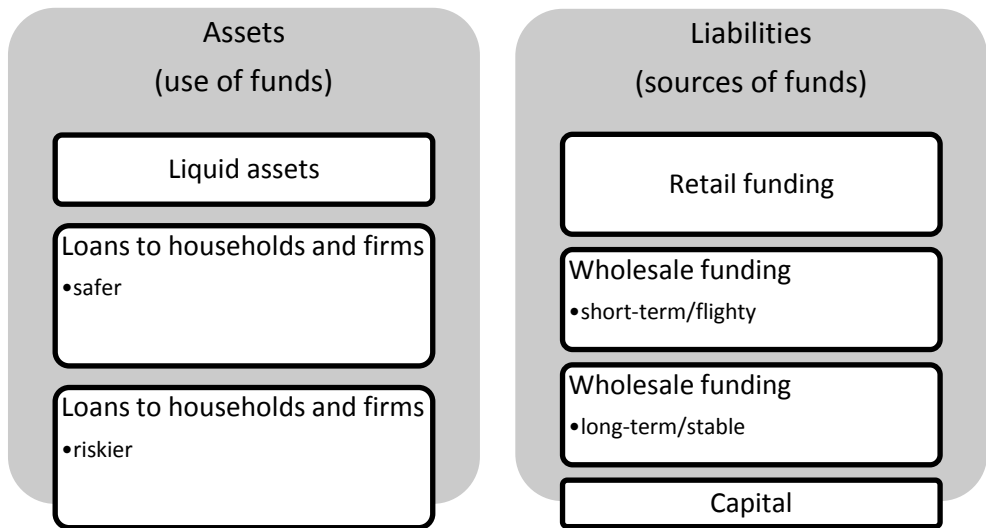 Assets
(use of funds)
Liquid assets
Loans to households and firms
•safer
Loans to households and firms
•riskier
Liabilities
(sources of funds)
Retail funding
Wholesale funding
•short-term/flighty
Wholesale funding
•long-term/stable
Capital